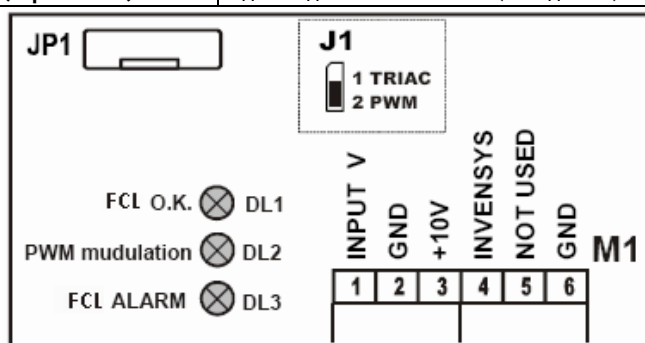 JP1
J1
1 TRIAC
2 PWM
FCL O.K. DL1
PWM mudulation DL2
FCL ALARM DL3
INPUT V
GND
+10V
INVENSYS
NOT USED
GND
M1
1 2 3 4 5 6